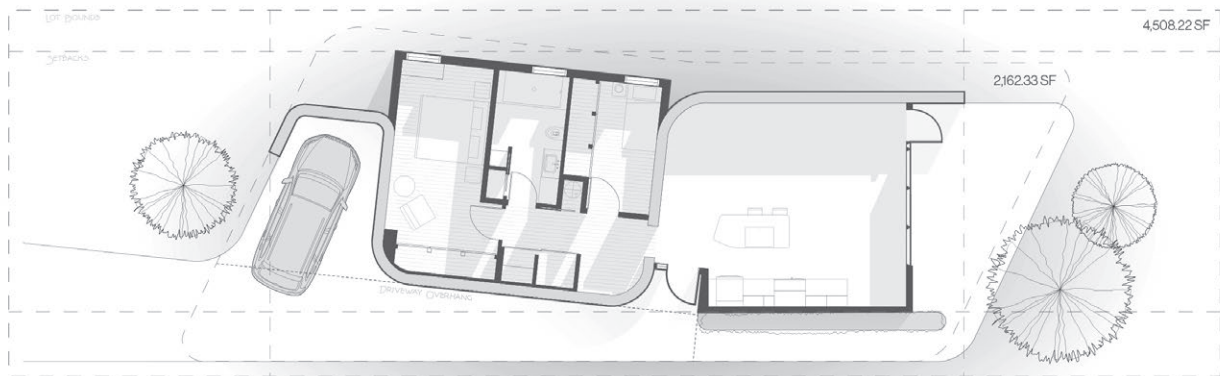 LOT BOUNDS
4,508.22 SF
SETBACKS
2,162.33 SF
DRIVEWAY OVERHANG